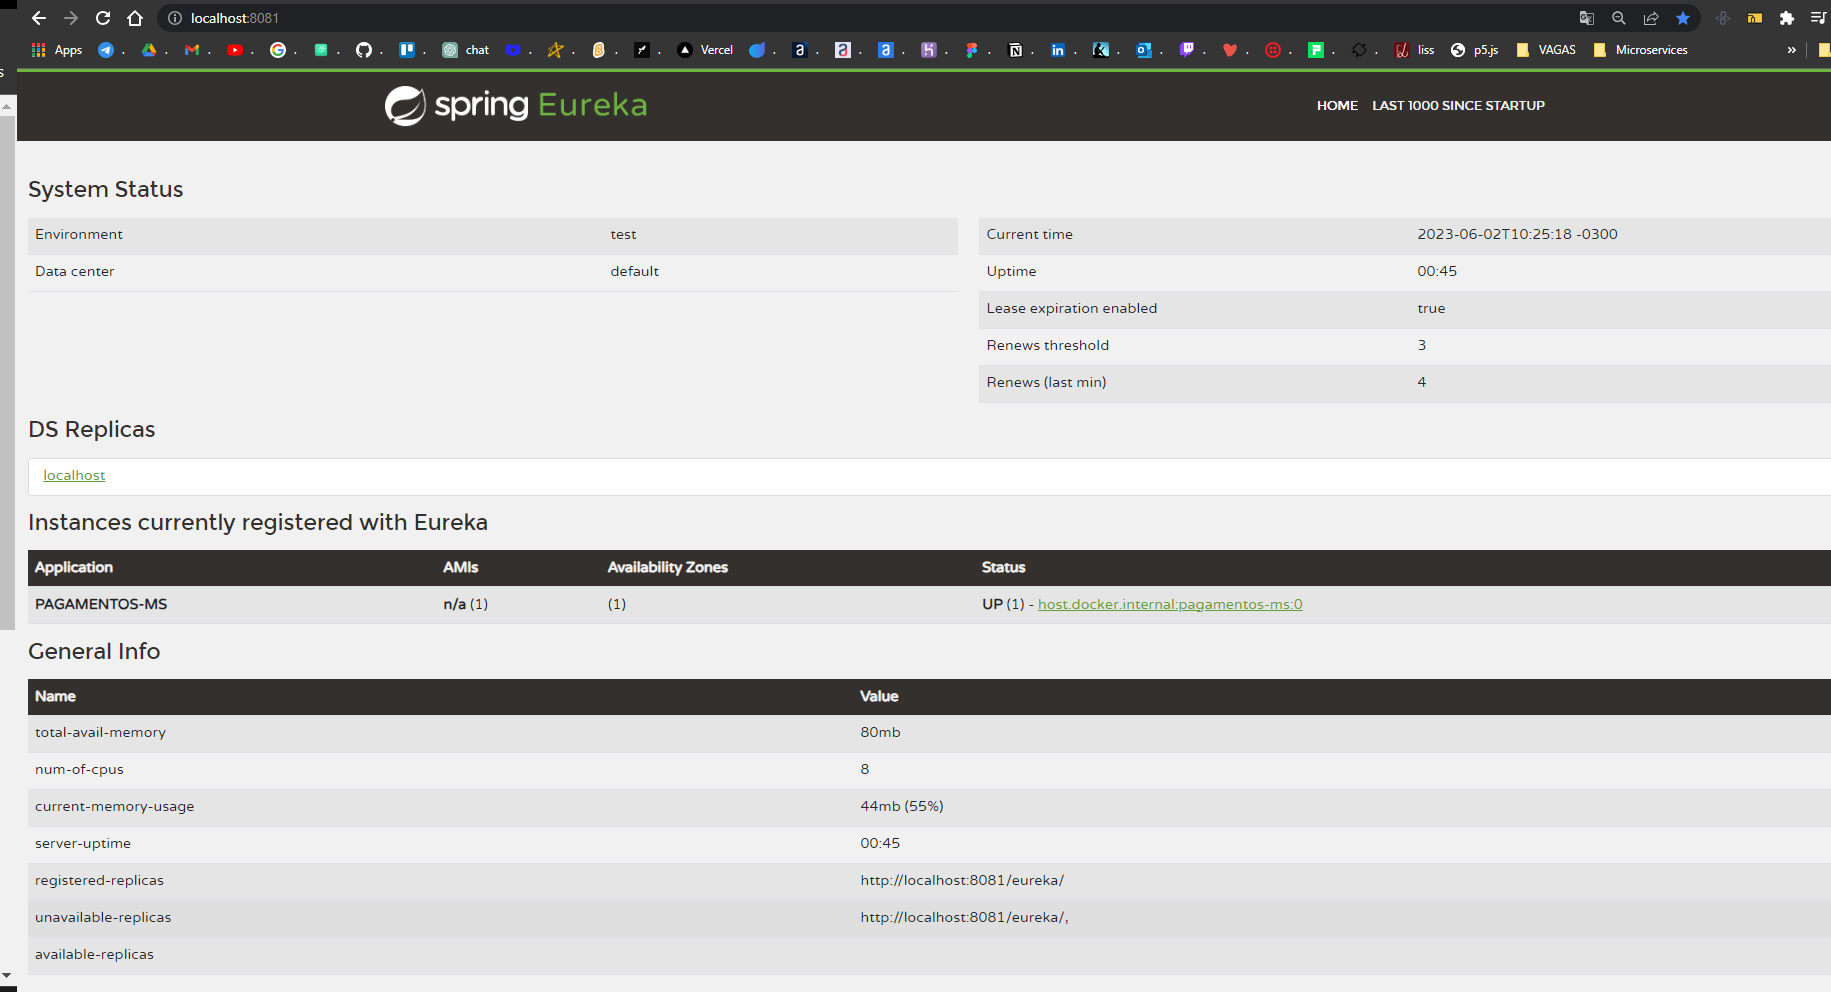 localhost:8081
Apps . . . . . . . . . chat . . . . Vercel . . . . . . . . . . . . . . . liss p5.js VAGAS Microservices »
s
spring Eureka HOME LAST 1000 SINCE STARTUP
System Status
Environment test Current time 2023-06-02T10:25:18 -0300
Data center default Uptime 00:45
Lease expiration enabled true
Renews threshold 3
Renews (last min) 4
DS Replicas
localhost
Instances currently registered with Eureka
Application AMIs Availability Zones Status
PAGAMENTOS-MS n/a (1) (1) UP (1) - host.docker.internal:pagamentos-ms:0
General Info
Name Value
total-avail-memory 80mb
num-of-cpus 8
current-memory-usage 44mb (55%)
server-uptime 00:45
registered-replicas http://localhost:8081/eureka/
unavailable-replicas http://localhost:8081/eureka/,
available-replicas